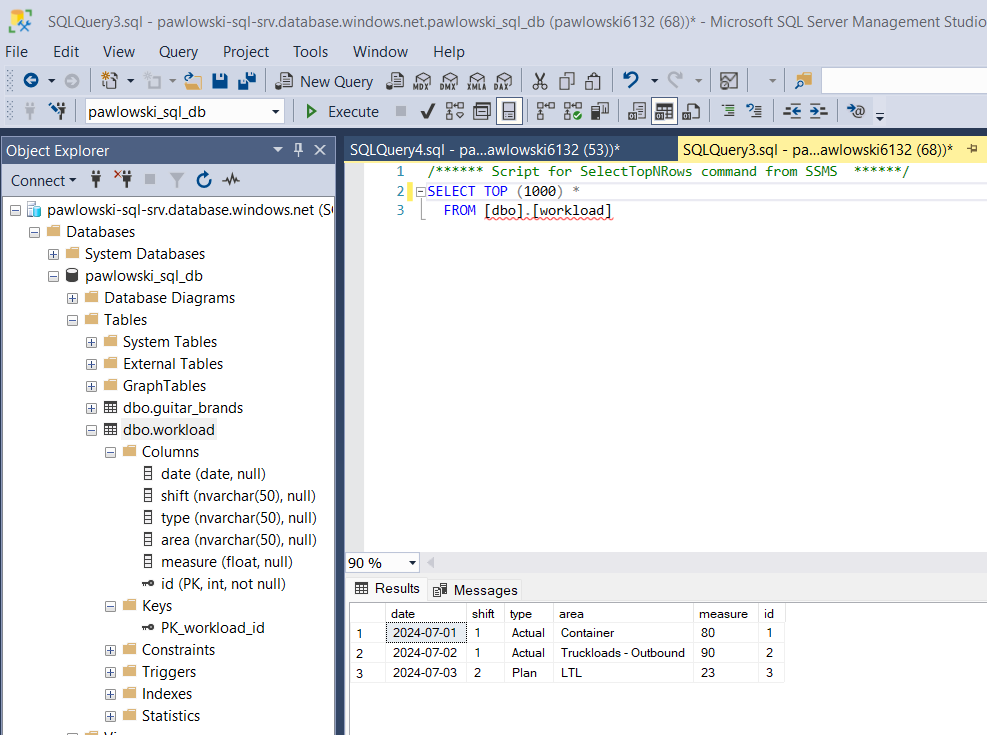 SQLQuery3.sql - pawlowski-sql-srv.database.windows.net.pawlowski_sql_db (pawlowski6132 (68))* - Microsoft SQL Server Management Studio
File Edit View Query Project Tools Window Help
New Query MDX DMX XMLA DAX
pawlowski_sql_db Execute
Object Explorer
Connect
pawlowski-sql-srv.database.windows.net (S
Databases
System Databases
pawlowski_sql_db
Database Diagrams
Tables
System Tables
External Tables
GraphTables
dbo.guitar_brands
dbo.workload
Columns
date (date, null)
shift (nvarchar(50), null)
type (nvarchar(50), null)
area (nvarchar(50), null)
measure (float, null)
id (PK, int, not null)
Keys
PK_workload_id
Constraints
Triggers
Indexes
Statistics
SQLQuery4.sql - pa...awlowski6132 (53))* SQLQuery3.sql - pa...awlowski6132 (68))*
1 /****** Script for SelectTopNRows command from SSMS ******/
2 SELECT TOP (1000) *
3 FROM [dbo].[workload]
90 %
Results Messages
date shift type area measure id
1 2024-07-01 1 Actual Container 80 1
2 2024-07-02 1 Actual Truckloads - Outbound 90 2
3 2024-07-03 2 Plan LTL 23 3